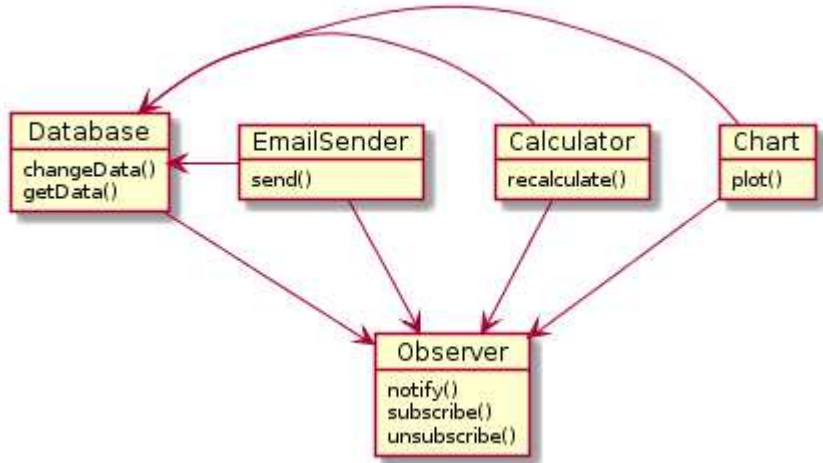 Database
changeData()
getData()
EmailSender
send()
Calculator
recalculate()
Chart
plot()
Observer
notify()
subscribe()
unsubscribe()